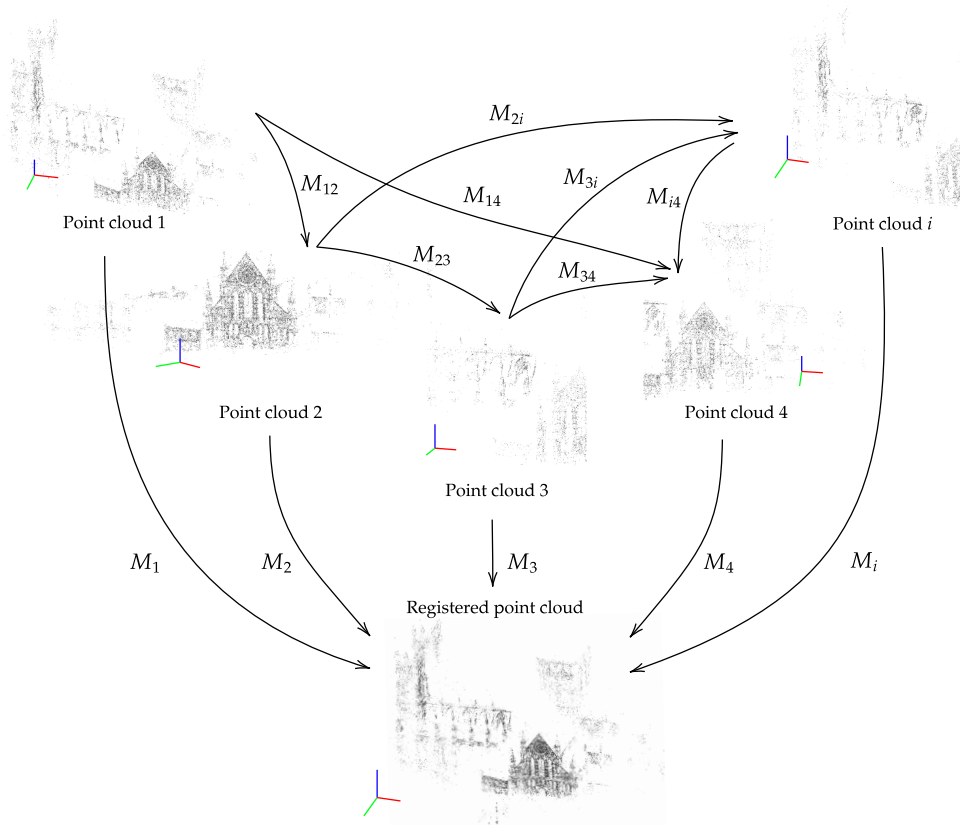 M₂ᵢ
M₁₂
M₃ᵢ
M₁₄
Mᵢ₄
Point cloud 1
Point cloud i
M₂₃
M₃₄
Point cloud 2
Point cloud 4
Point cloud 3
M₁
M₂
M₃
M₄
Mᵢ
Registered point cloud